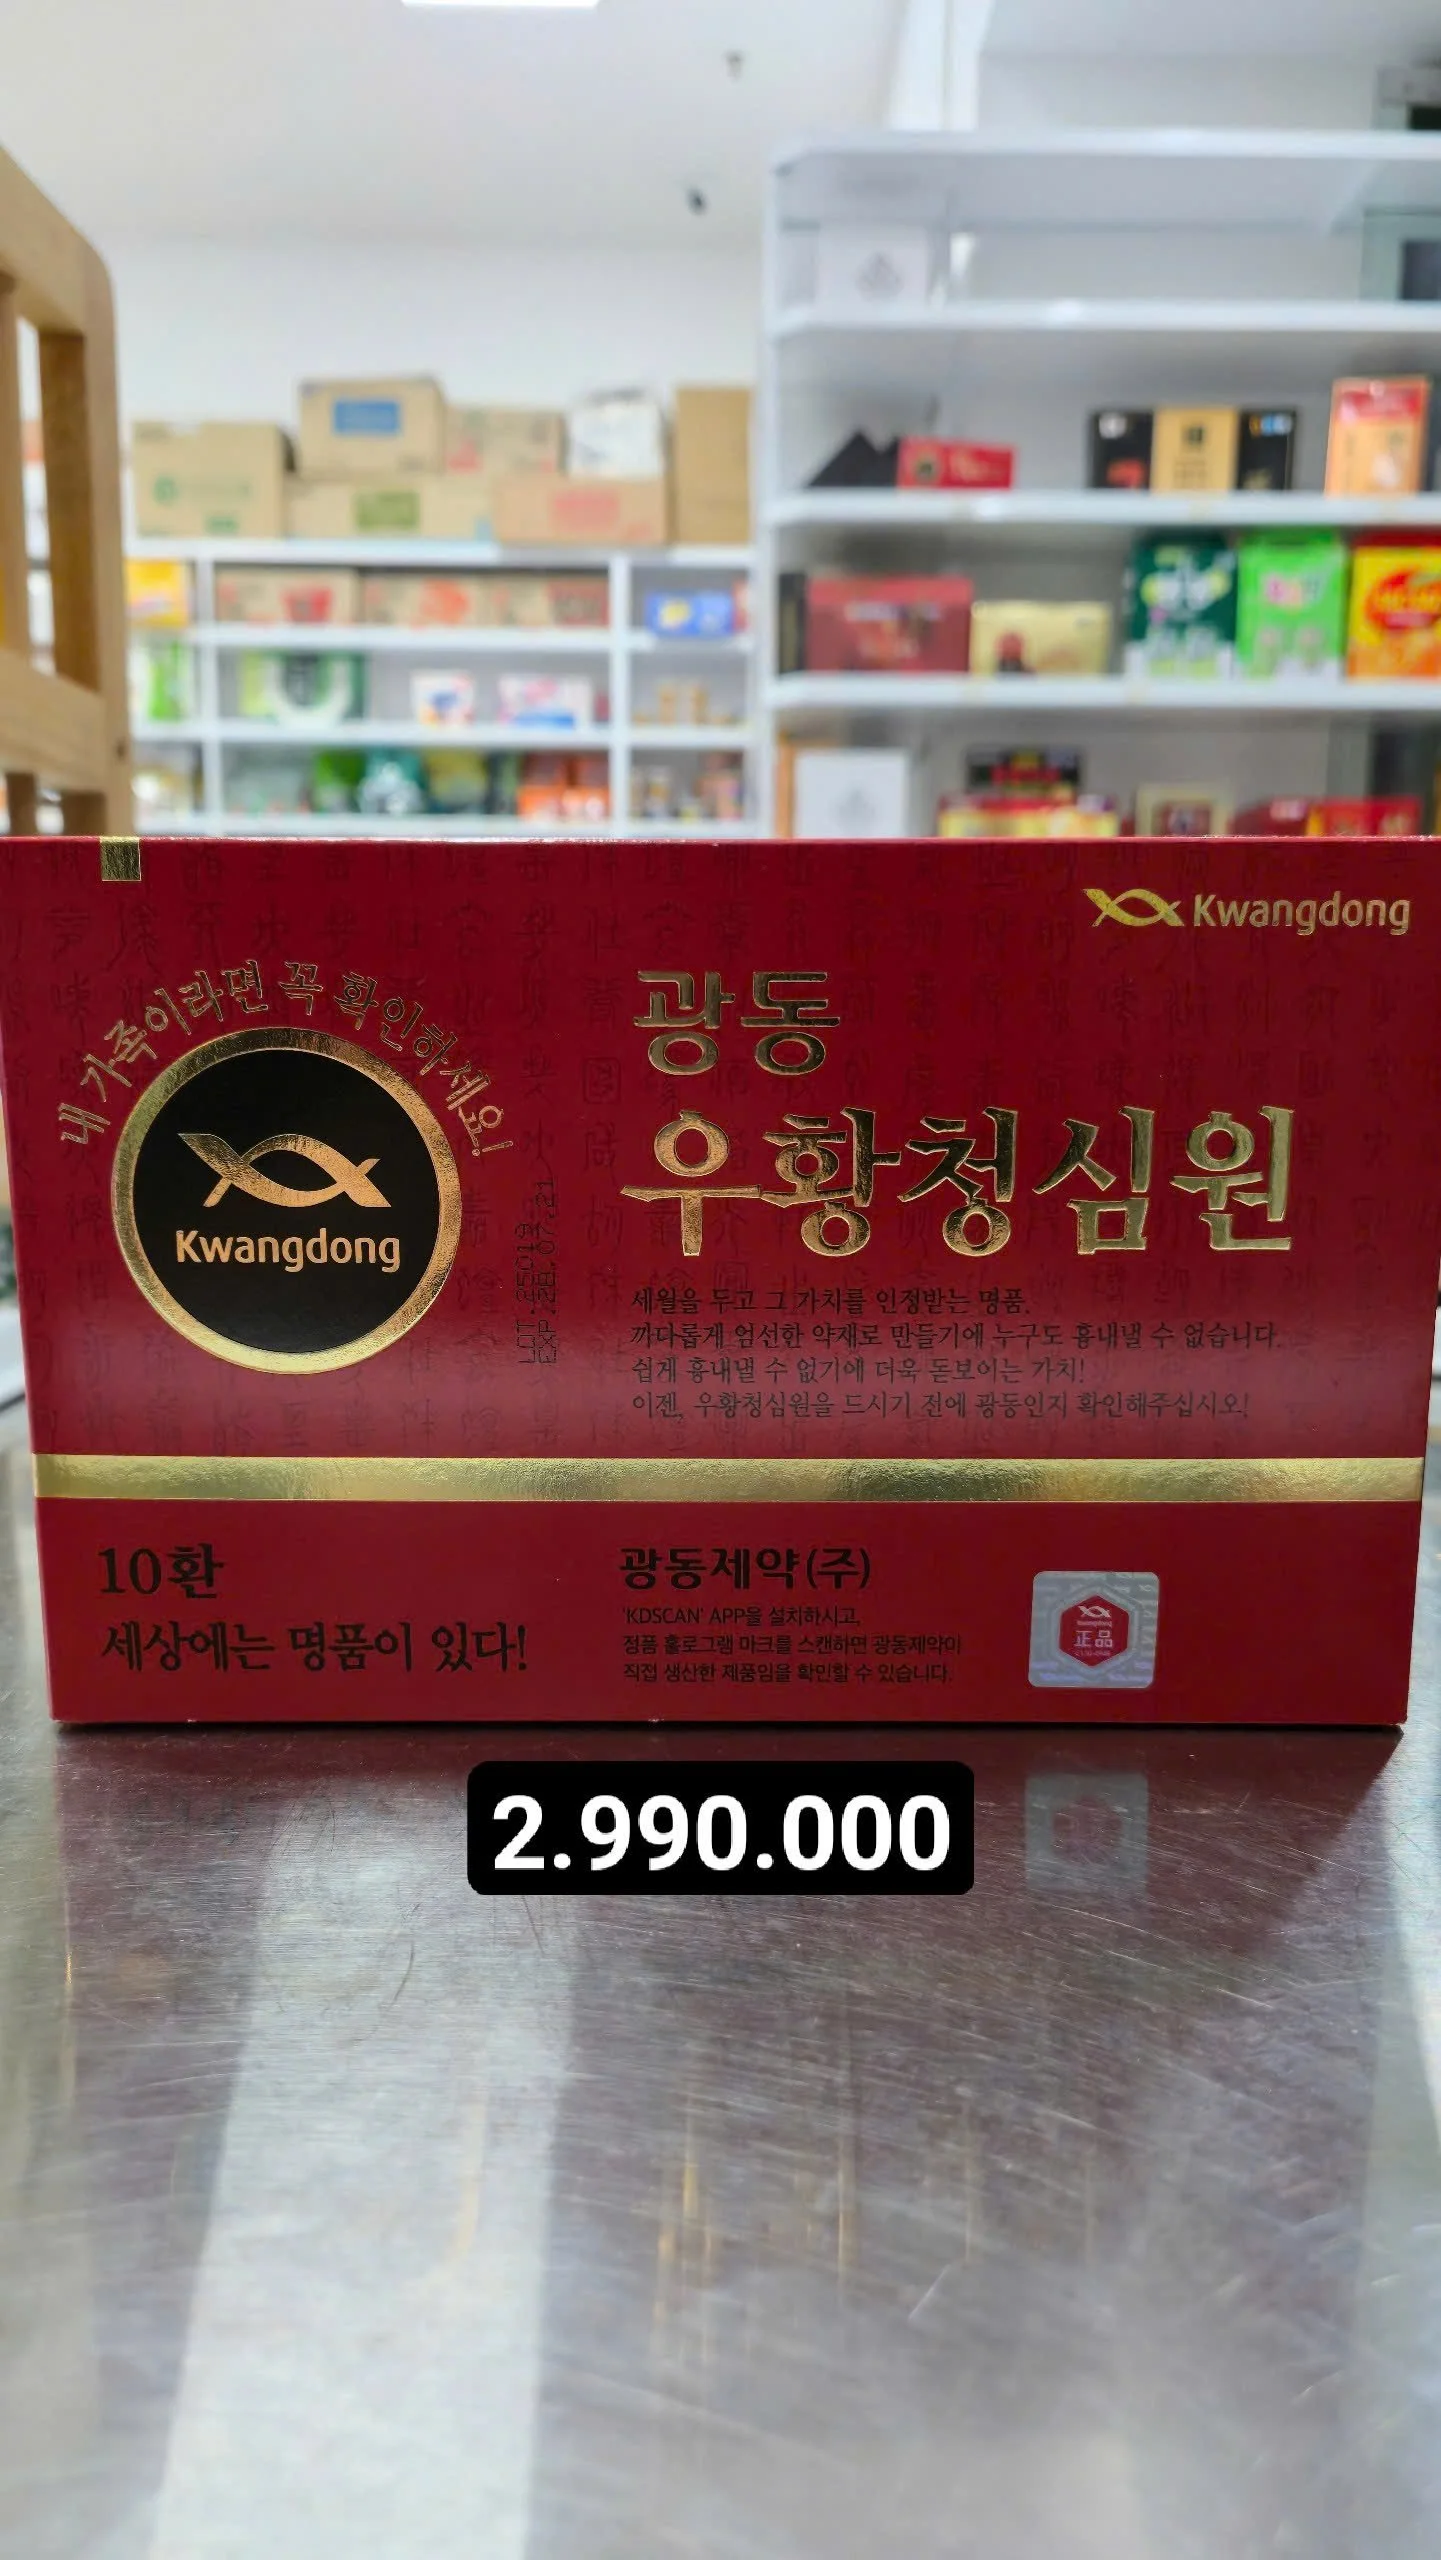 Kwangdong
내 가족이라면 꼭 확인하세요!
Kwangdong
광동
우황청심원
LOT : 25019
EXP : 28.07.21
세월을 두고 그 가치를 인정받는 명품.
까다롭게 엄선한 약재로 만들기에 누구도 흉내낼 수 없습니다.
쉽게 흉내낼 수 없기에 더욱 돋보이는 가치!
이젠, 우황청심원을 드시기 전에 광동인지 확인해주십시오!
10환
세상에는 명품이 있다!
광동제약(주)
'KDSCAN' APP을 설치하시고,
정품 홀로그램 마크를 스캔하면 광동제약이
직접 생산한 제품임을 확인할 수 있습니다.
正品
2.990.000